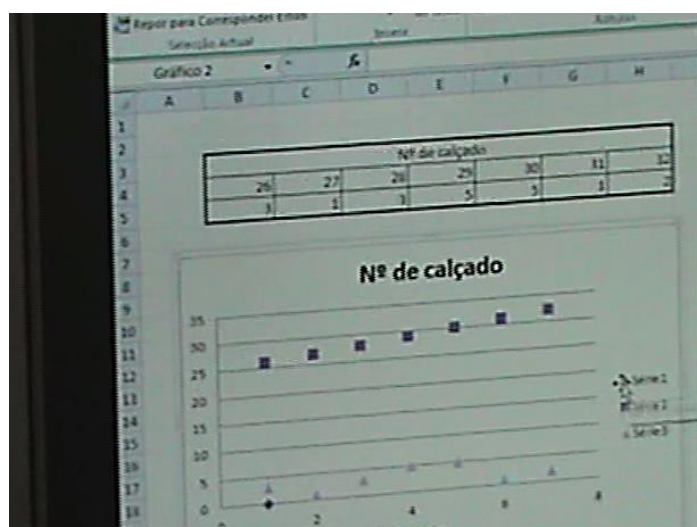 Repor para Corresponder Estilo
Selecção Actual
Inserir
Gráfico 2
fx
A B C D E F G H
1
2
Nº de calçado
3
26 27 28 29 30 31 32
4
3 1 3 5 5 1 2
5
6
7
Nº de calçado
8
9
35
10
30
11
25
12
20
Série1
13
Série2
14
15
Série3
15
10
16
5
17
0
18
0 2 4 6 8